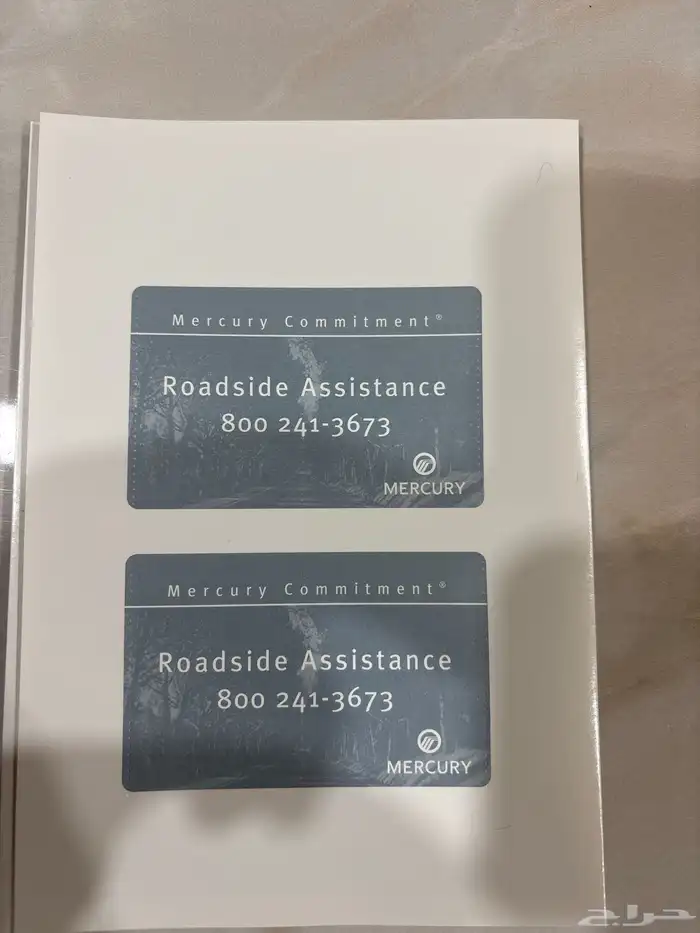 Mercury Commitment®
Roadside Assistance
800 241-3673
MERCURY
Mercury Commitment®
Roadside Assistance
800 241-3673
MERCURY
حراج